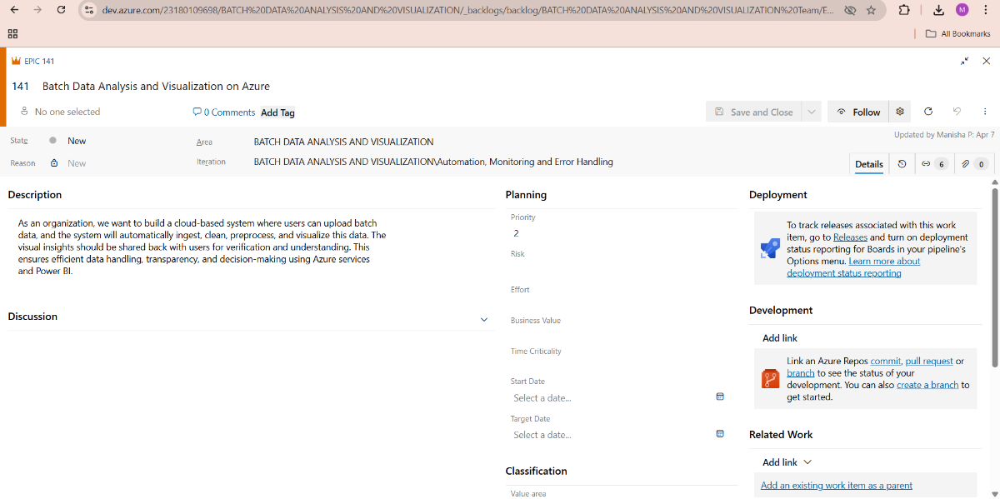 dev.azure.com/23180109698/BATCH%20DATA%20ANALYSIS%20AND%20VISUALIZATION/_backlogs/backlog/BATCH%20DATA%20ANALYSIS%20AND%20VISUALIZATION%20Team/E...
M
All Bookmarks
EPIC 141
141 Batch Data Analysis and Visualization on Azure
No one selected
0 Comments
Add Tag
Save and Close
Follow
State
New
Area
BATCH DATA ANALYSIS AND VISUALIZATION
Updated by Manisha P: Apr 7
Reason
New
Iteration
BATCH DATA ANALYSIS AND VISUALIZATION\Automation, Monitoring and Error Handling
Details
6
0
Description
As an organization, we want to build a cloud-based system where users can upload batch
data, and the system will automatically ingest, clean, preprocess, and visualize this data. The
visual insights should be shared back with users for verification and understanding. This
ensures efficient data handling, transparency, and decision-making using Azure services
and Power BI.
Discussion
Planning
Priority
2
Risk
Effort
Business Value
Time Criticality
Start Date
Select a date...
Target Date
Select a date...
Classification
Value area
Deployment
To track releases associated with this work
item, go to Releases and turn on deployment
status reporting for Boards in your pipeline's
Options menu. Learn more about
deployment status reporting
Development
Add link
Link an Azure Repos commit, pull request or
branch to see the status of your
development. You can also create a branch to
get started.
Related Work
Add link
Add an existing work item as a parent